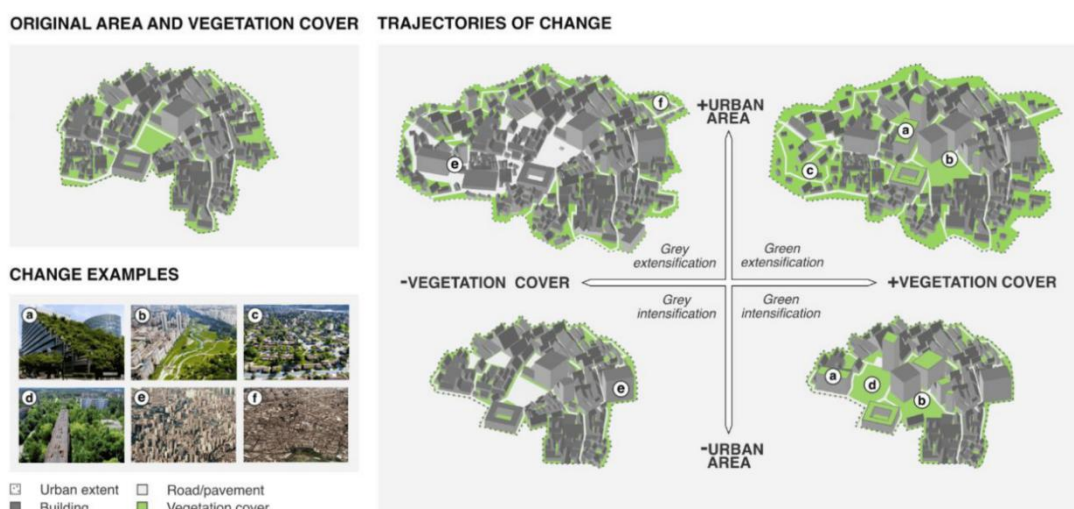 ORIGINAL AREA AND VEGETATION COVER
TRAJECTORIES OF CHANGE
f
+URBAN
AREA
e
a
b
c
Grey
extensification
Green
extensification
-VEGETATION COVER
+VEGETATION COVER
Grey
intensification
Green
intensification
e
a
d
b
-URBAN
AREA
CHANGE EXAMPLES
a
b
c
d
e
f
Urban extent
Road/pavement
Building
Vegetation cover